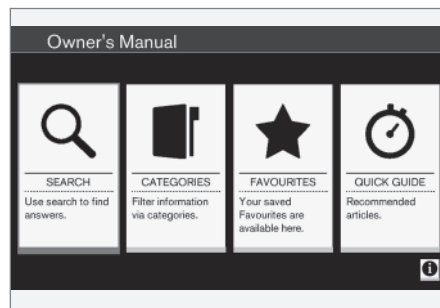 Owner's Manual
SEARCH
Use search to find
answers.
CATEGORIES
Filter information
via categories.
FAVOURITES
Your saved
Favourites are
available here.
QUICK GUIDE
Recommended
articles.
i